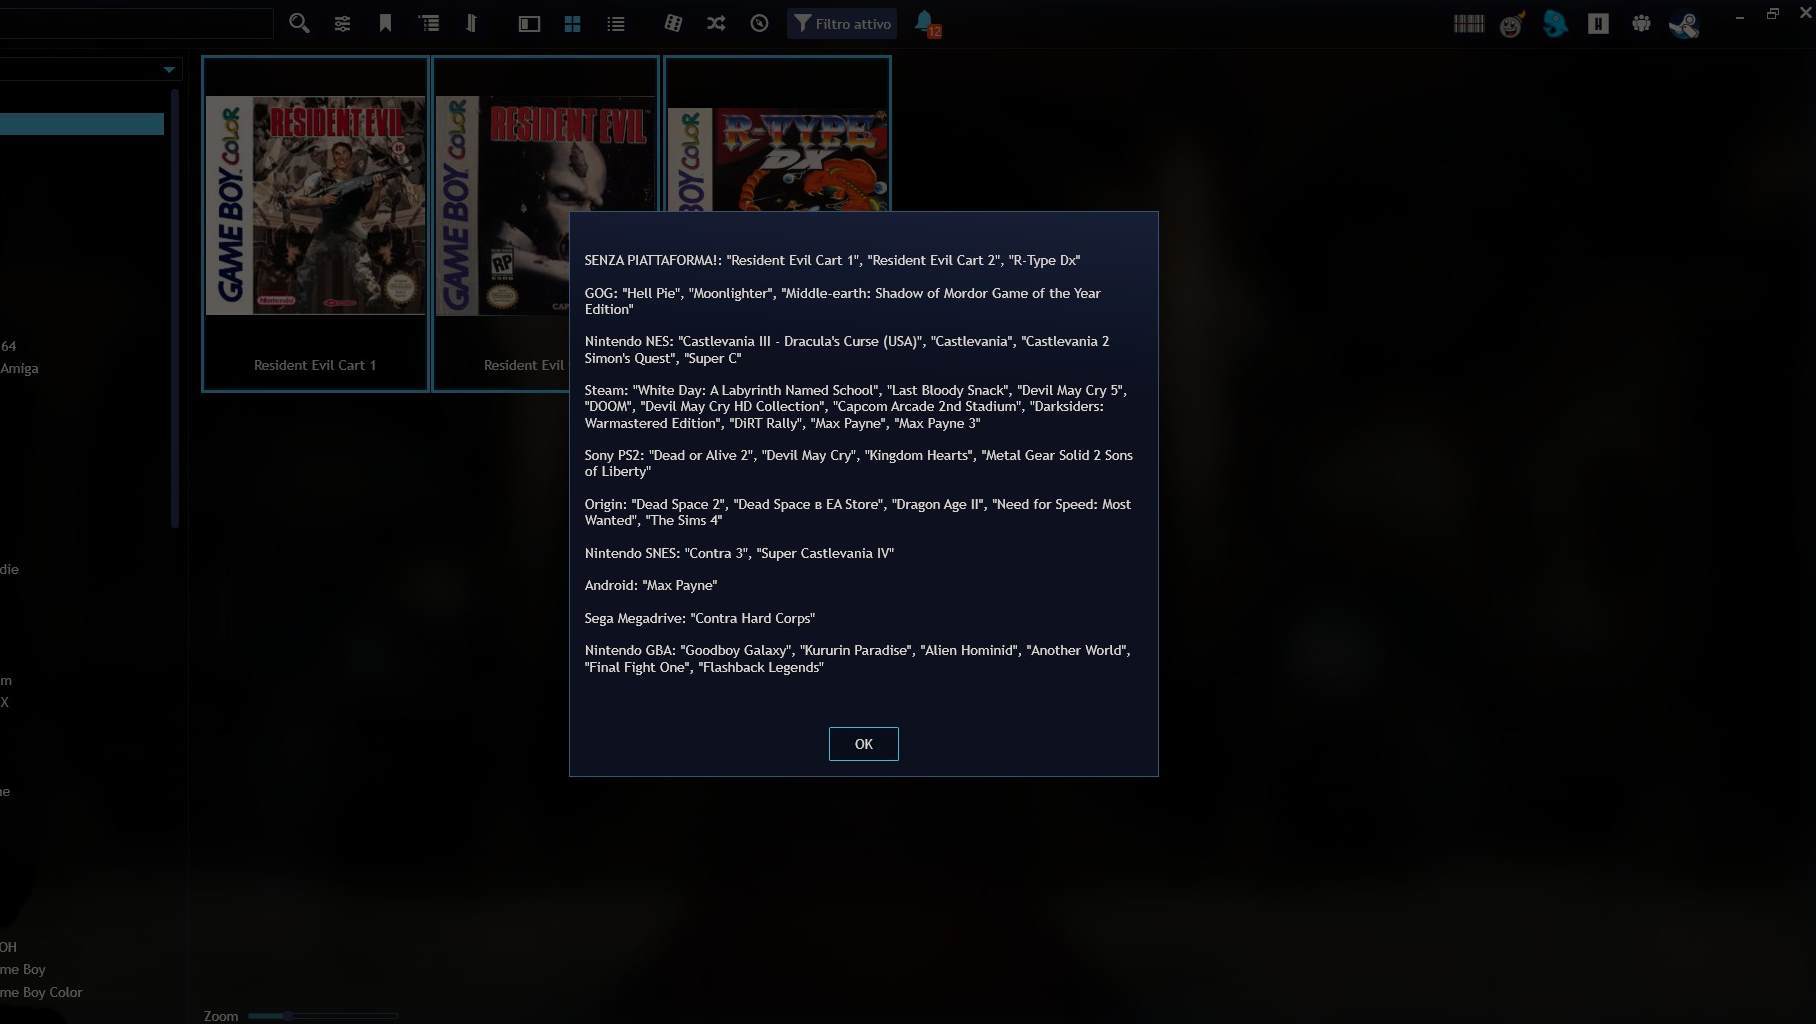 Filtro attivo
12
GAME BOY COLOR
RESIDENT EVIL
Nintendo
GAME BOY COLOR
RESIDENT EVIL
RP
GAME BOY COLOR
R-TYPE
DX
64
Amiga
Resident Evil Cart 1
Resident Evil
SENZA PIATTAFORMA!: "Resident Evil Cart 1", "Resident Evil Cart 2", "R-Type Dx"
GOG: "Hell Pie", "Moonlighter", "Middle-earth: Shadow of Mordor Game of the Year
Edition"
Nintendo NES: "Castlevania III - Dracula's Curse (USA)", "Castlevania", "Castlevania 2
Simon's Quest", "Super C"
Steam: "White Day: A Labyrinth Named School", "Last Bloody Snack", "Devil May Cry 5",
"DOOM", "Devil May Cry HD Collection", "Capcom Arcade 2nd Stadium", "Darksiders:
Warmastered Edition", "DiRT Rally", "Max Payne", "Max Payne 3"
Sony PS2: "Dead or Alive 2", "Devil May Cry", "Kingdom Hearts", "Metal Gear Solid 2 Sons
of Liberty"
Origin: "Dead Space 2", "Dead Space в EA Store", "Dragon Age II", "Need for Speed: Most
Wanted", "The Sims 4"
Nintendo SNES: "Contra 3", "Super Castlevania IV"
Android: "Max Payne"
Sega Megadrive: "Contra Hard Corps"
Nintendo GBA: "Goodboy Galaxy", "Kururin Paradise", "Alien Hominid", "Another World",
"Final Fight One", "Flashback Legends"
OK
die
m
X
ne
OH
me Boy
me Boy Color
Zoom